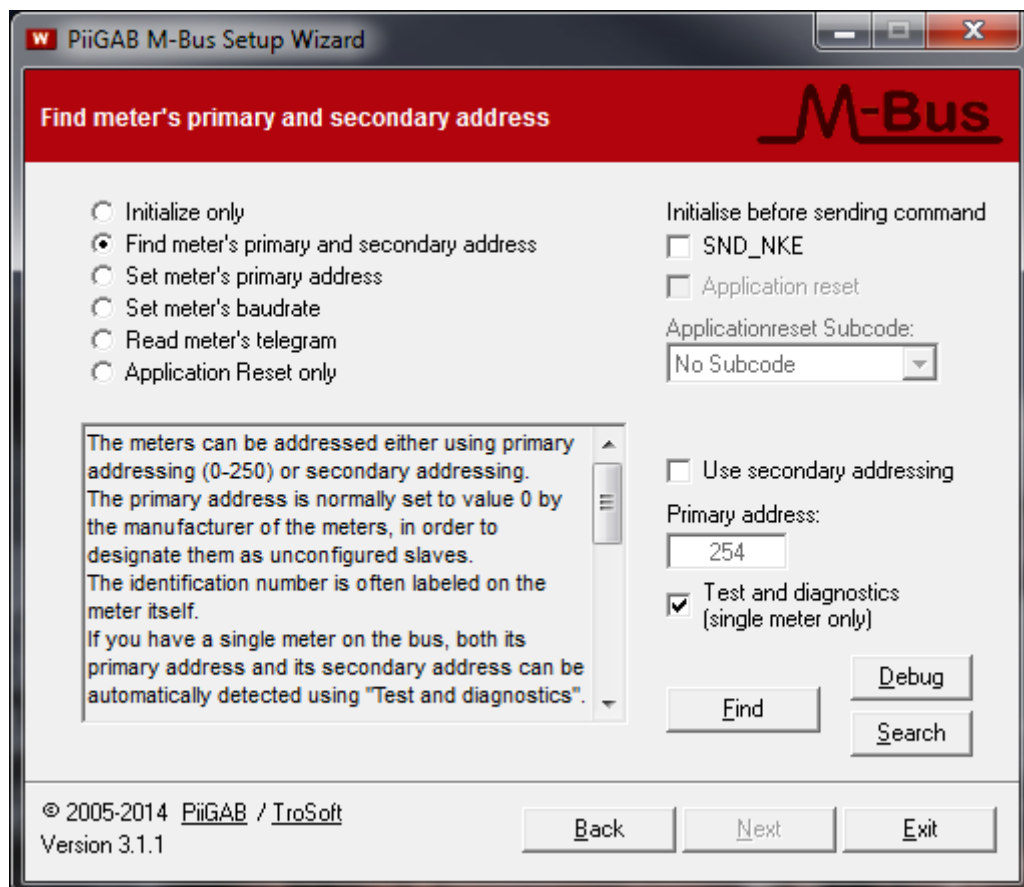 PiiGAB M-Bus Setup Wizard
Find meter's primary and secondary address
M-Bus
Initialize only
Find meter's primary and secondary address
Set meter's primary address
Set meter's baudrate
Read meter's telegram
Application Reset only
Initialise before sending command
SND_NKE
Application reset
Applicationreset Subcode:
No Subcode
The meters can be addressed either using primary
addressing (0-250) or secondary addressing.
The primary address is normally set to value 0 by
the manufacturer of the meters, in order to
designate them as unconfigured slaves.
The identification number is often labeled on the
meter itself.
If you have a single meter on the bus, both its
primary address and its secondary address can be
automatically detected using "Test and diagnostics".
Use secondary addressing
Primary address:
254
Test and diagnostics
(single meter only)
Find
Debug
Search
© 2005-2014 PiiGAB / TroSoft
Version 3.1.1
Back
Next
Exit